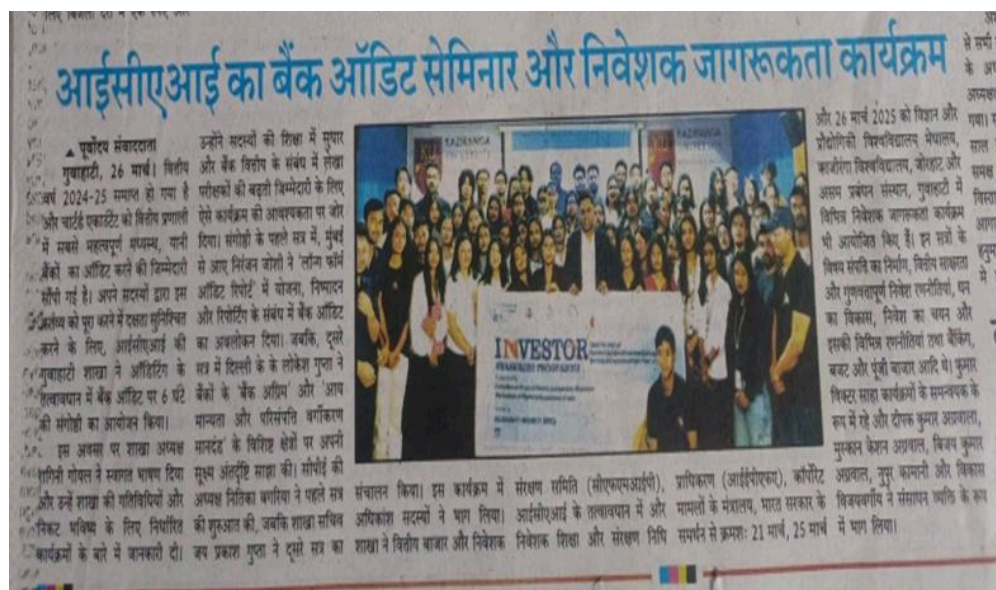 आईसीएआई का बैंक ऑडिट सेमिनार और निवेशक जागरूकता कार्यक्रम
▲ पूर्वोदय संवाददाता
गुवाहाटी, 26 मार्च। वित्तीय
वर्ष 2024-25 समाप्त हो गया है
और चार्टर्ड एकाउंटेंट को वित्तीय प्रणाली
में सबसे महत्वपूर्ण मध्यस्थ, यानी
बैंकों का ऑडिट करने की जिम्मेदारी
सौंपी गई है। अपने सदस्यों द्वारा इस
कर्तव्य को पूरा करने में दक्षता सुनिश्चित
करने के लिए, आईसीएआई की
गुवाहाटी शाखा ने ऑडिटिंग के
तत्वावधान में बैंक ऑडिट पर 6 घंटे
की संगोष्ठी का आयोजन किया।
इस अवसर पर शाखा अध्यक्ष
रागिनी गोयल ने स्वागत भाषण दिया
और उन्हें शाखा की गतिविधियों और
निकट भविष्य के लिए निर्धारित
कार्यक्रमों के बारे में जानकारी दी।
उन्होंने सदस्यों की शिक्षा में सुधार
और बैंक वित्तीय के संबंध में लेखा
परीक्षकों की बढ़ती जिम्मेदारी के लिए
ऐसे कार्यक्रम की आवश्यकता पर जोर
दिया। संगोष्ठी के पहले सत्र में, मुंबई
से आए निरंजन जोशी ने 'लॉन्ग फॉर्म
ऑडिट रिपोर्ट' में योजना, निष्पादन
और रिपोर्टिंग के संबंध में बैंक ऑडिट
का अवलोकन दिया। जबकि, दूसरे
सत्र में दिल्ली के के लोकेश गुप्ता ने
बैंकों के 'बैंक अग्रिम' और 'आय
मान्यता और परिसंपत्ति वर्गीकरण
मानदंड' के विशिष्ट क्षेत्रों पर अपनी
सूक्ष्म अंतर्दृष्टि साझा की। सीपीई की
अध्यक्ष नितिका बगरिया ने पहले सत्र
की शुरुआत की, जबकि शाखा सचिव
जय प्रकाश गुप्ता ने दूसरे सत्र का
KAZIRANGA
UNIVERSITY
INVESTOR
AWARENESS PROGRAMME
संचालन किया। इस कार्यक्रम में
अधिकांश सदस्यों ने भाग लिया।
शाखा ने वित्तीय बाजार और निवेशक
संरक्षण समिति (सीएफएमआईपी),
आईसीएआई के तत्वावधान में और
निवेशक शिक्षा और संरक्षण निधि
प्राधिकरण (आईईपीएफए), कॉर्पोरेट
मामलों के मंत्रालय, भारत सरकार के
समर्थन से क्रमशः 21 मार्च, 25 मार्च
और 26 मार्च 2025 को विज्ञान और
प्रौद्योगिकी विश्वविद्यालय मेघालय,
काजीरंगा विश्वविद्यालय, जोरहाट और
असम प्रबंधन संस्थान, गुवाहाटी में
विभिन्न निवेशक जागरूकता कार्यक्रम
भी आयोजित किए हैं। इन सत्रों के
विषय संपत्ति का निर्माण, वित्तीय साक्षरता
और गुणवत्तापूर्ण निवेश रणनीतियां, धन
का विकास, निवेश का चयन और
इसकी विभिन्न रणनीतियां तथा बैंकिंग,
बजट और पूंजी बाजार आदि थे। कुमार
विक्टर साहा कार्यक्रमों के समन्वयक के
रूप में रहे और दीपक कुमार अग्रवाला,
मुस्कान केशन अग्रवाल, बिजय कुमार
अग्रवाल, नुपुर कामानी और विकास
विजयवर्गीय ने संसाधन व्यक्ति के रूप
में भाग लिया।